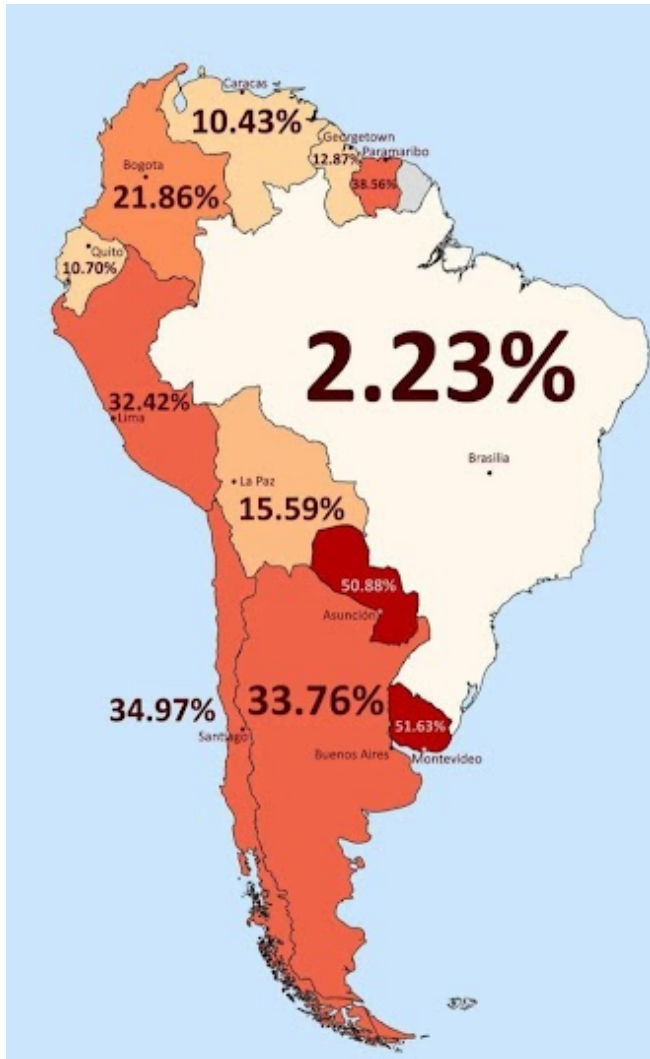 Caracas
10.43%
Georgetown
12.87%
Paramaribo
38.56%
Bogota
21.86%
Quito
10.70%
2.23%
32.42%
Lima
Brasilia
La Paz
15.59%
50.88%
Asunción
34.97%
33.76%
51.63%
Santiago
Buenos Aires
Montevideo